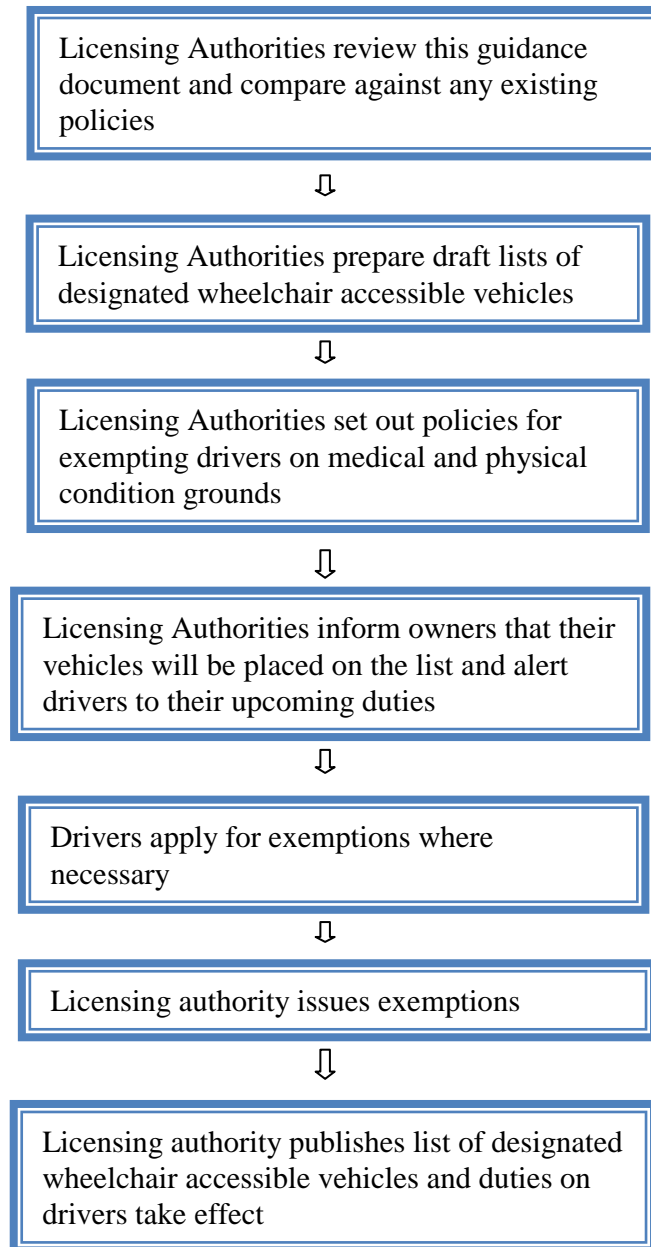 Licensing Authorities review this guidance
document and compare against any existing
policies
Licensing Authorities prepare draft lists of
designated wheelchair accessible vehicles
Licensing Authorities set out policies for
exempting drivers on medical and physical
condition grounds
Licensing Authorities inform owners that their
vehicles will be placed on the list and alert
drivers to their upcoming duties
Drivers apply for exemptions where
necessary
Licensing authority issues exemptions
Licensing authority publishes list of designated
wheelchair accessible vehicles and duties on
drivers take effect